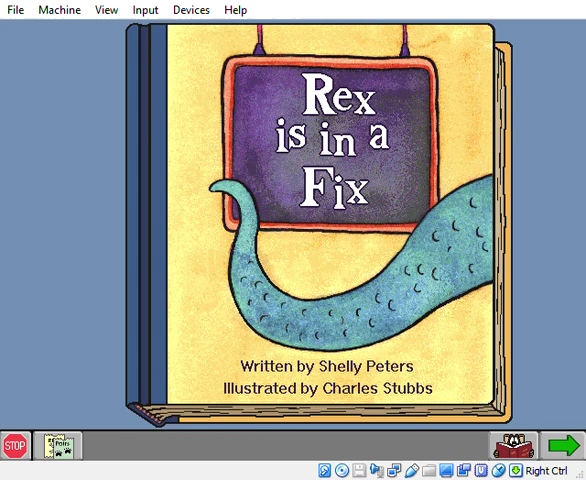 File Machine View Input Devices Help
Rex
is in a
Fix
Written by Shelly Peters
Illustrated by Charles Stubbs
STOP
Pairs
Right Ctrl